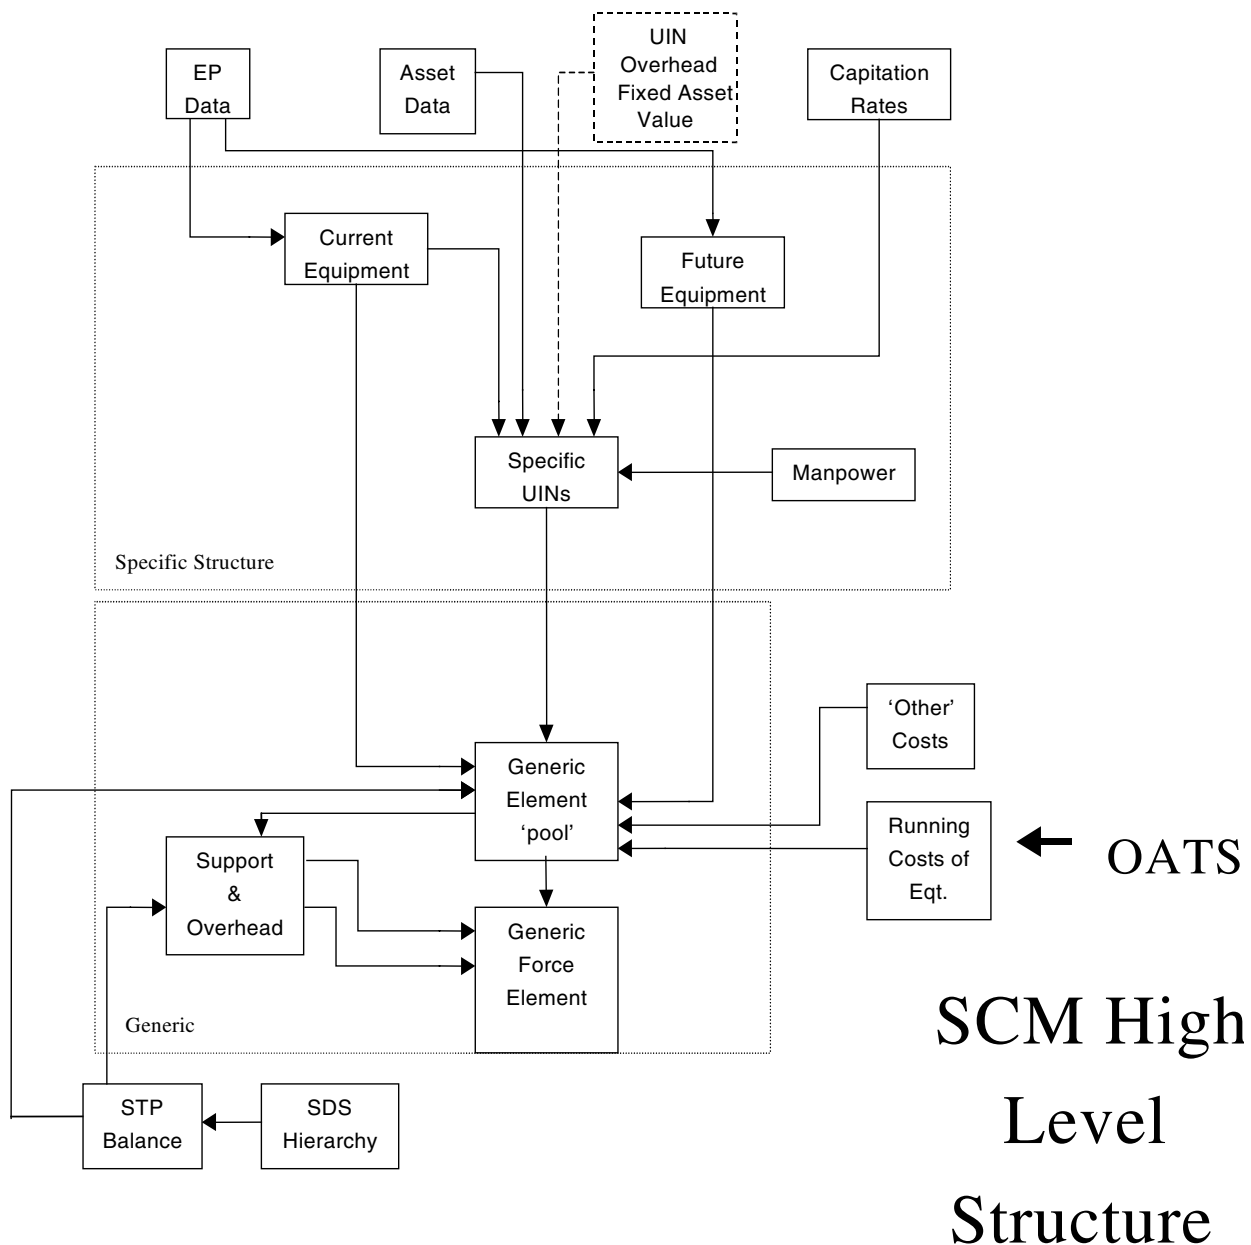 EP
Data
Asset
Data
UIN
Overhead
Fixed Asset
Value
Capitation
Rates
Current
Equipment
Future
Equipment
Specific
UINs
Manpower
Specific Structure
‘Other’
Costs
Generic
Element
‘pool’
Running
Costs of
Eqt.
OATS
Support
&
Overhead
Generic
Force
Element
Generic
STP
Balance
SDS
Hierarchy
SCM High
Level
Structure